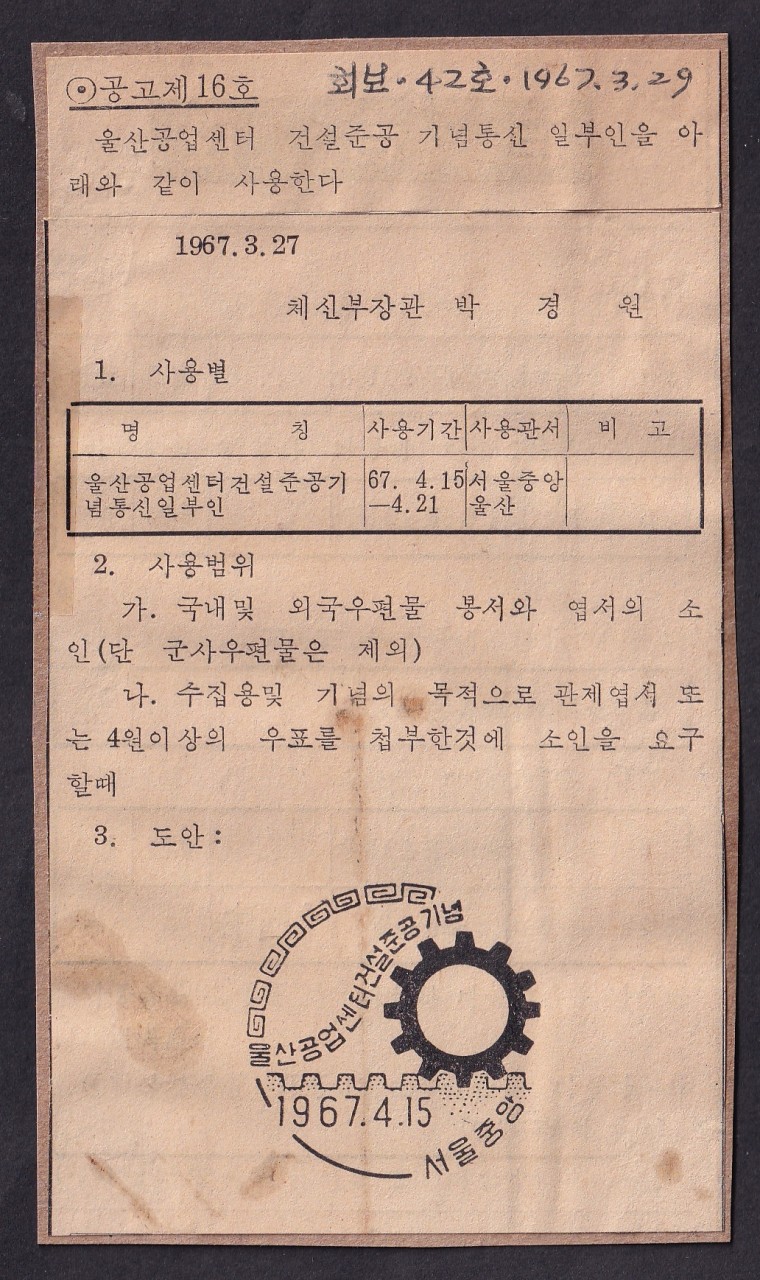 ⊙공고제16호 회보·42호·1967.3.29
울산공업센터 건설준공 기념통신 일부인을 아
래와 같이 사용한다
1967.3.27
체신부장관 박 경 원
1. 사용별
명 칭 사용기간 사용관서 비 고
울산공업센터건설준공기 67. 4.15 서울중앙
념통신일부인 —4.21 울산
2. 사용범위
가. 국내및 외국우편물 봉서와 엽서의 소
인(단 군사우편물은 제외)
나. 수집용및 기념의 목적으로 관제엽서 또
는 4원이상의 우표를 첩부한것에 소인을 요구
할때
3. 도안:
울산공업센터건설준공기념
1967.4.15
서울중앙